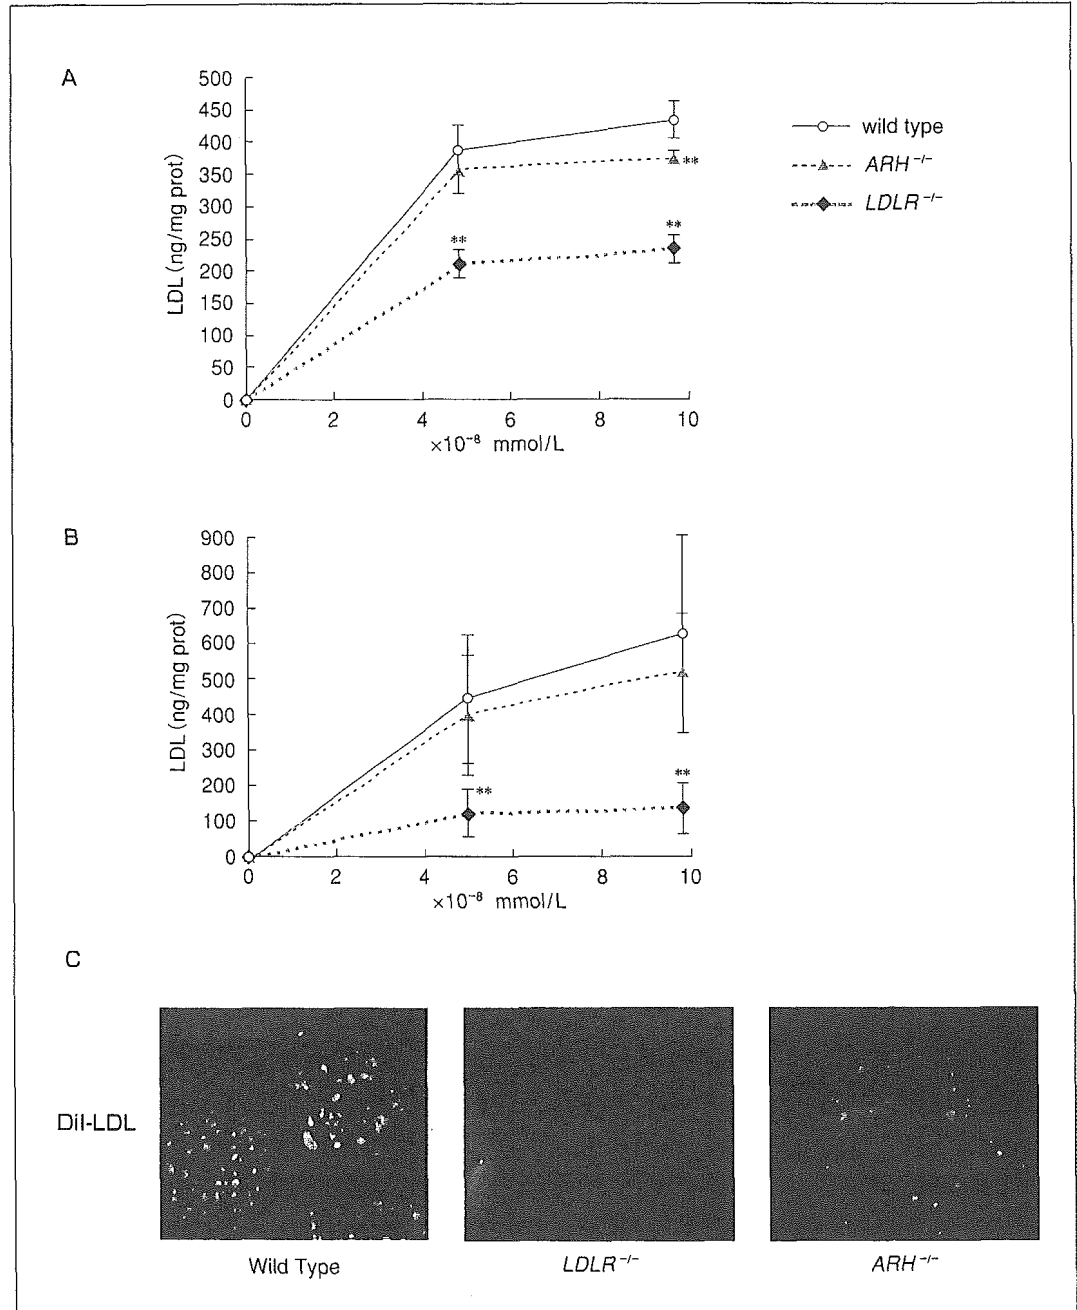 A
500
450
400
350
300
250
200
150
100
50
0
LDL (ng/mg prot)
0 2 4 6 8 10
×10⁻⁸ mmol/L
**
**
**
wild type
ARH⁻/⁻
LDLR⁻/⁻
B
900
800
700
600
500
400
300
200
100
0
LDL (ng/mg prot)
0 2 4 6 8 10
×10⁻⁸ mmol/L
**
**
C
DiI-LDL
Wild Type LDLR⁻/⁻ ARH⁻/⁻